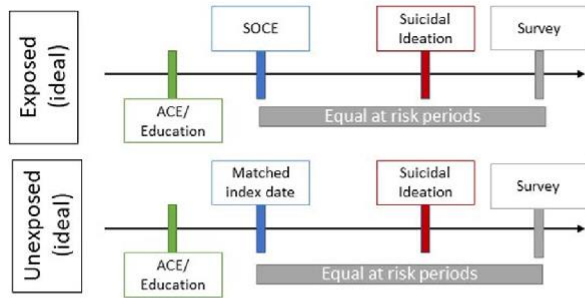 Exposed
(ideal)
SOCE
Suicidal
Ideation
Survey
ACE/
Education
Equal at risk periods
Unexposed
(ideal)
Matched
index date
Suicidal
Ideation
Survey
ACE/
Education
Equal at risk periods